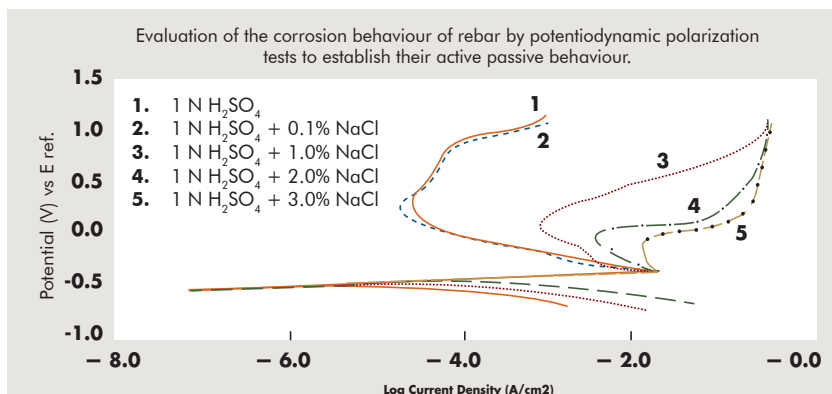 Evaluation of the corrosion behaviour of rebar by potentiodynamic polarization
tests to establish their active passive behaviour.
1.5
1.0
0.5
0.0
-0.5
-1.0
Potential (V) vs E ref.
1. 1 N H₂SO₄
2. 1 N H₂SO₄ + 0.1% NaCl
3. 1 N H₂SO₄ + 1.0% NaCl
4. 1 N H₂SO₄ + 2.0% NaCl
5. 1 N H₂SO₄ + 3.0% NaCl
1
2
3
4
5
– 8.0 – 6.0 – 4.0 – 2.0 – 0.0
Log Current Density (A/cm2)